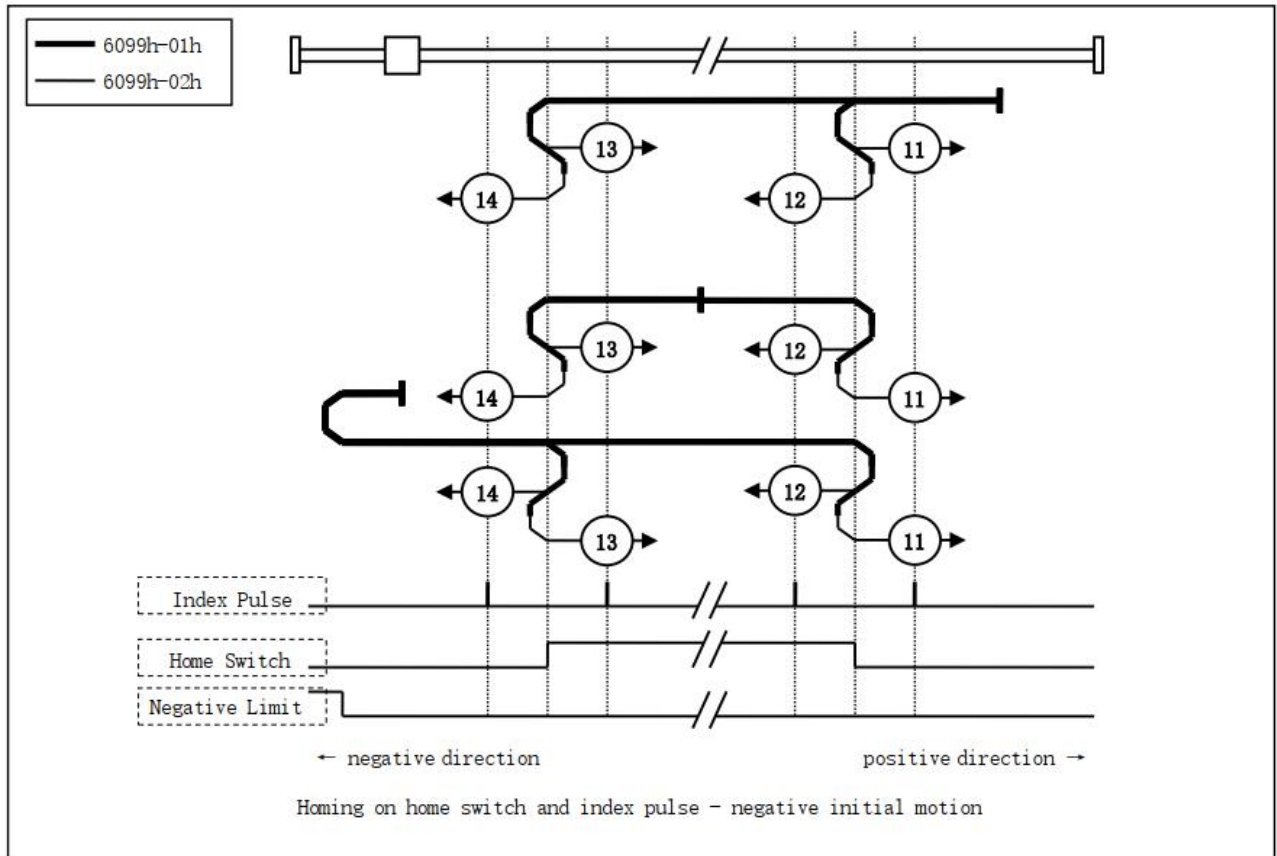 6099h-01h
6099h-02h
13
11
14
12
13
12
14
11
14
12
13
11
Index Pulse
Home Switch
Negative Limit
← negative direction
positive direction →
Homing on home switch and index pulse - negative initial motion